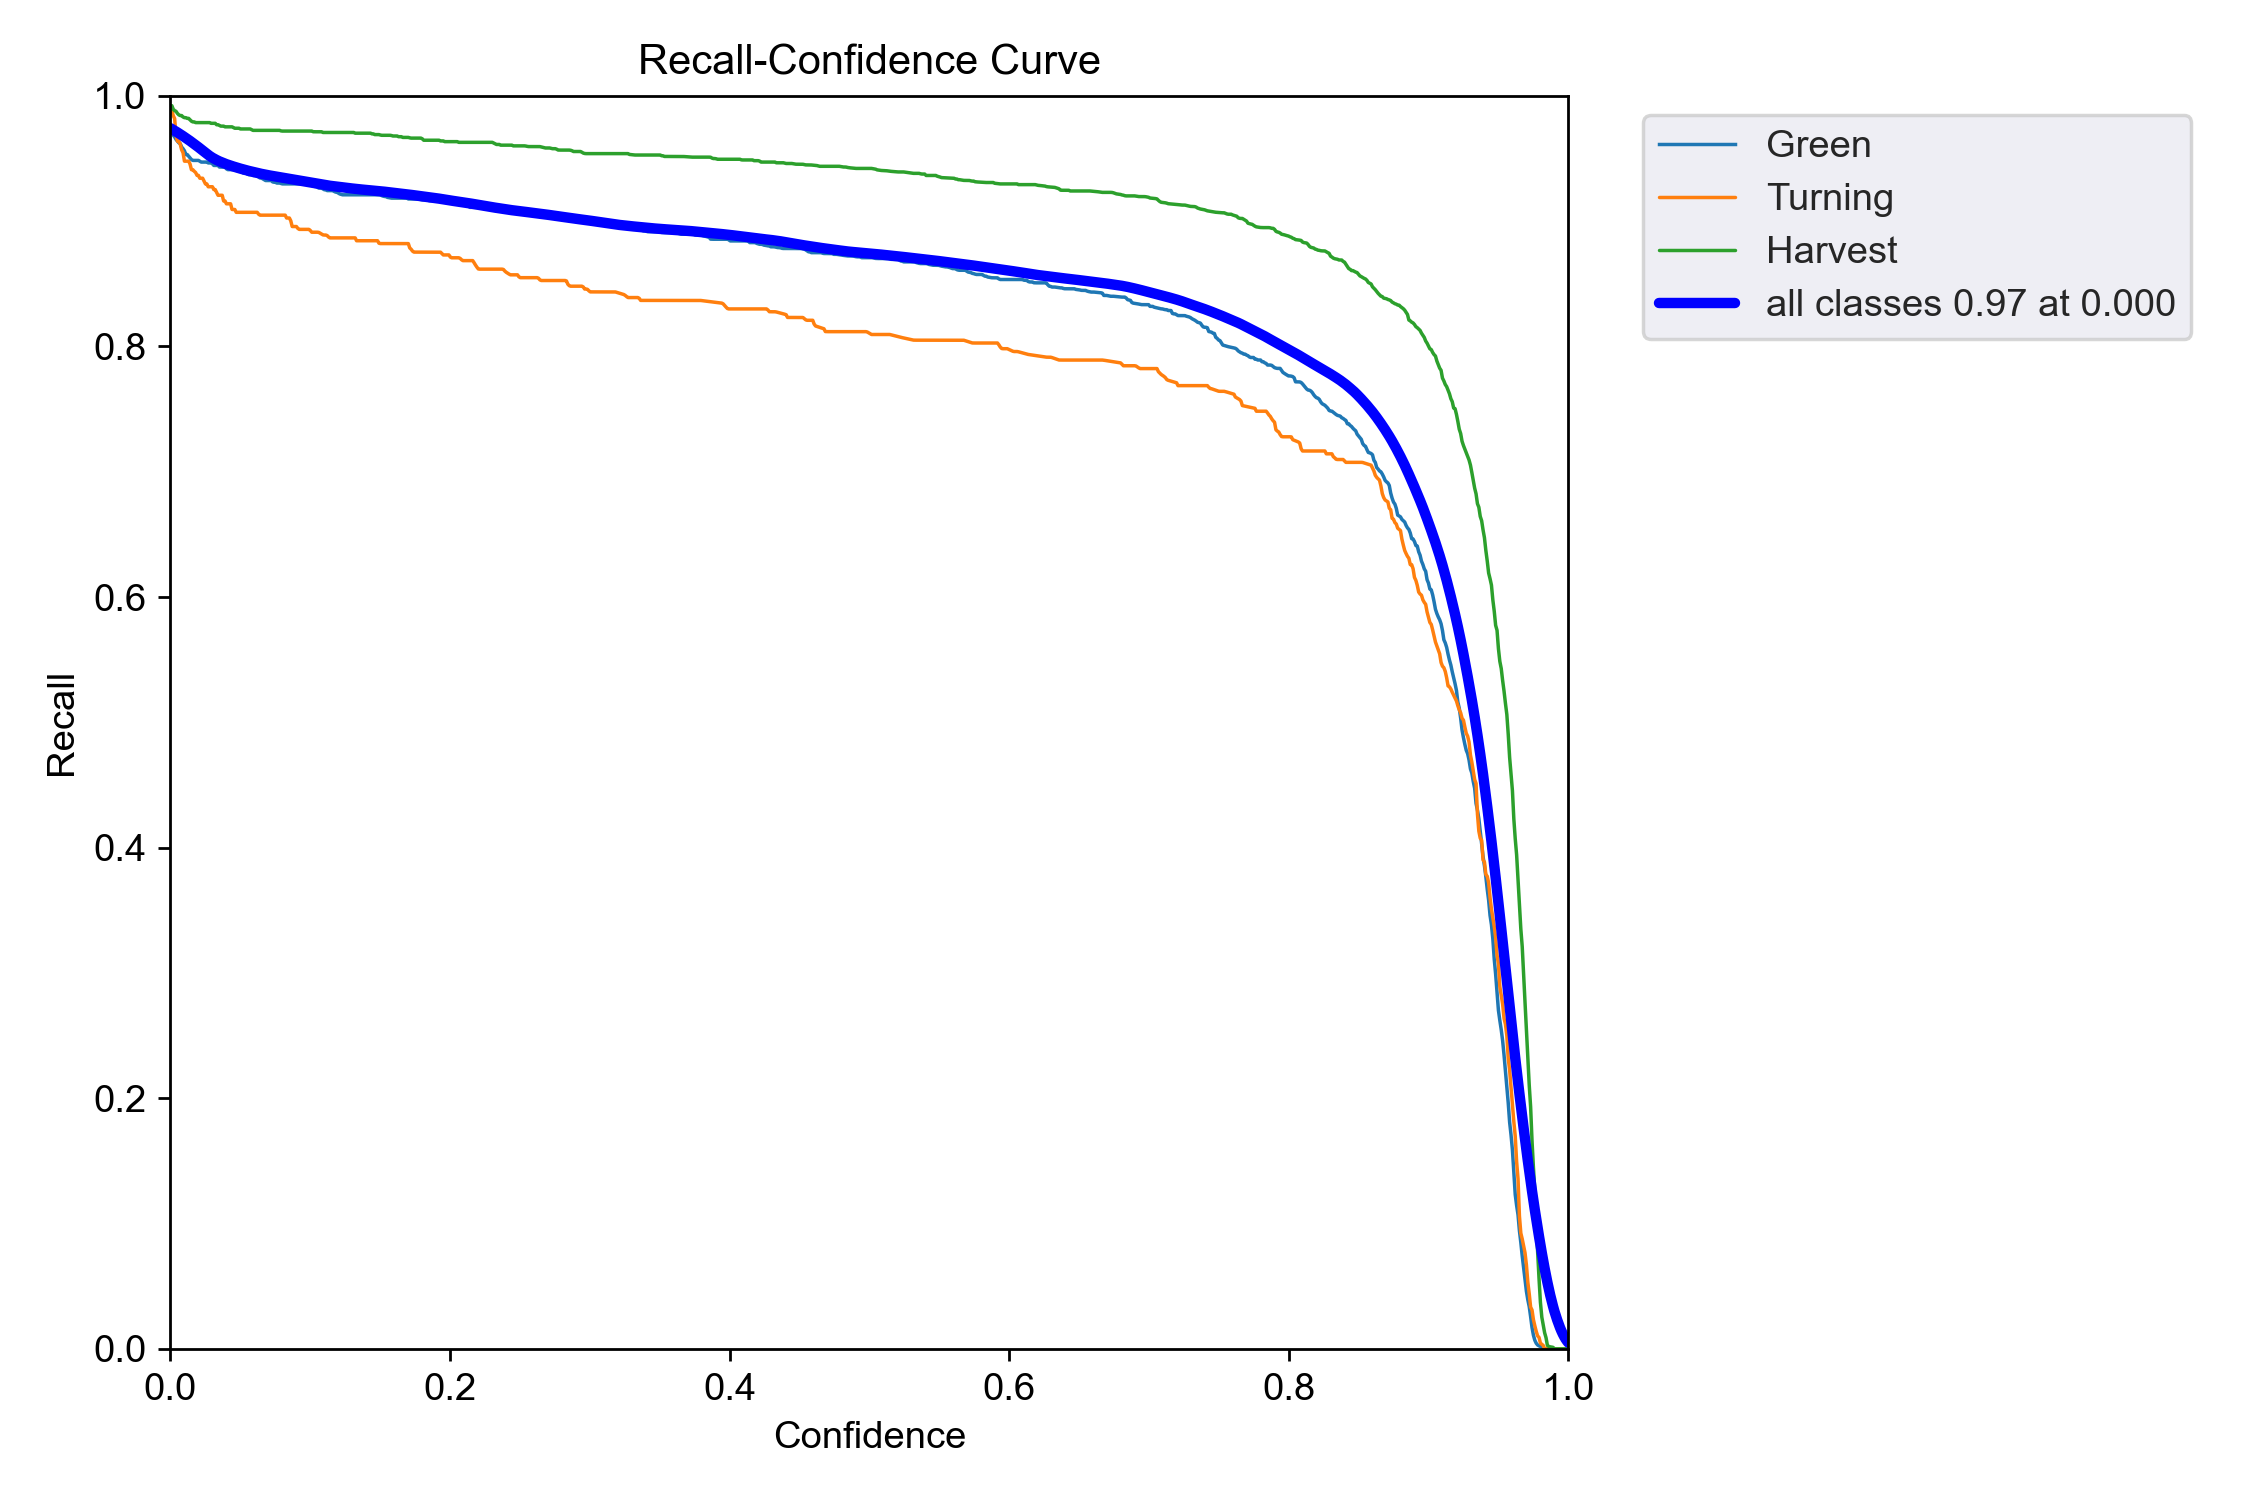 Recall-Confidence Curve
1.0
0.8
0.6
0.4
0.2
0.0
Recall
0.0 0.2 0.4 0.6 0.8 1.0
Confidence
Green
Turning
Harvest
all classes 0.97 at 0.000